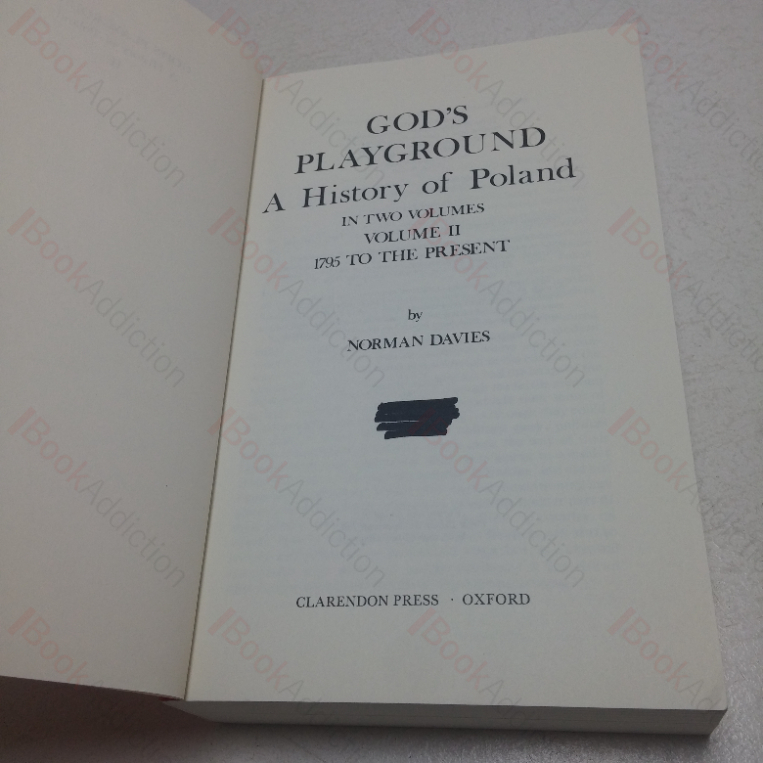 GOD'S
PLAYGROUND
A History of Poland
IN TWO VOLUMES
VOLUME II
1795 TO THE PRESENT
by
NORMAN DAVIES
CLARENDON PRESS · OXFORD
BookAddiction